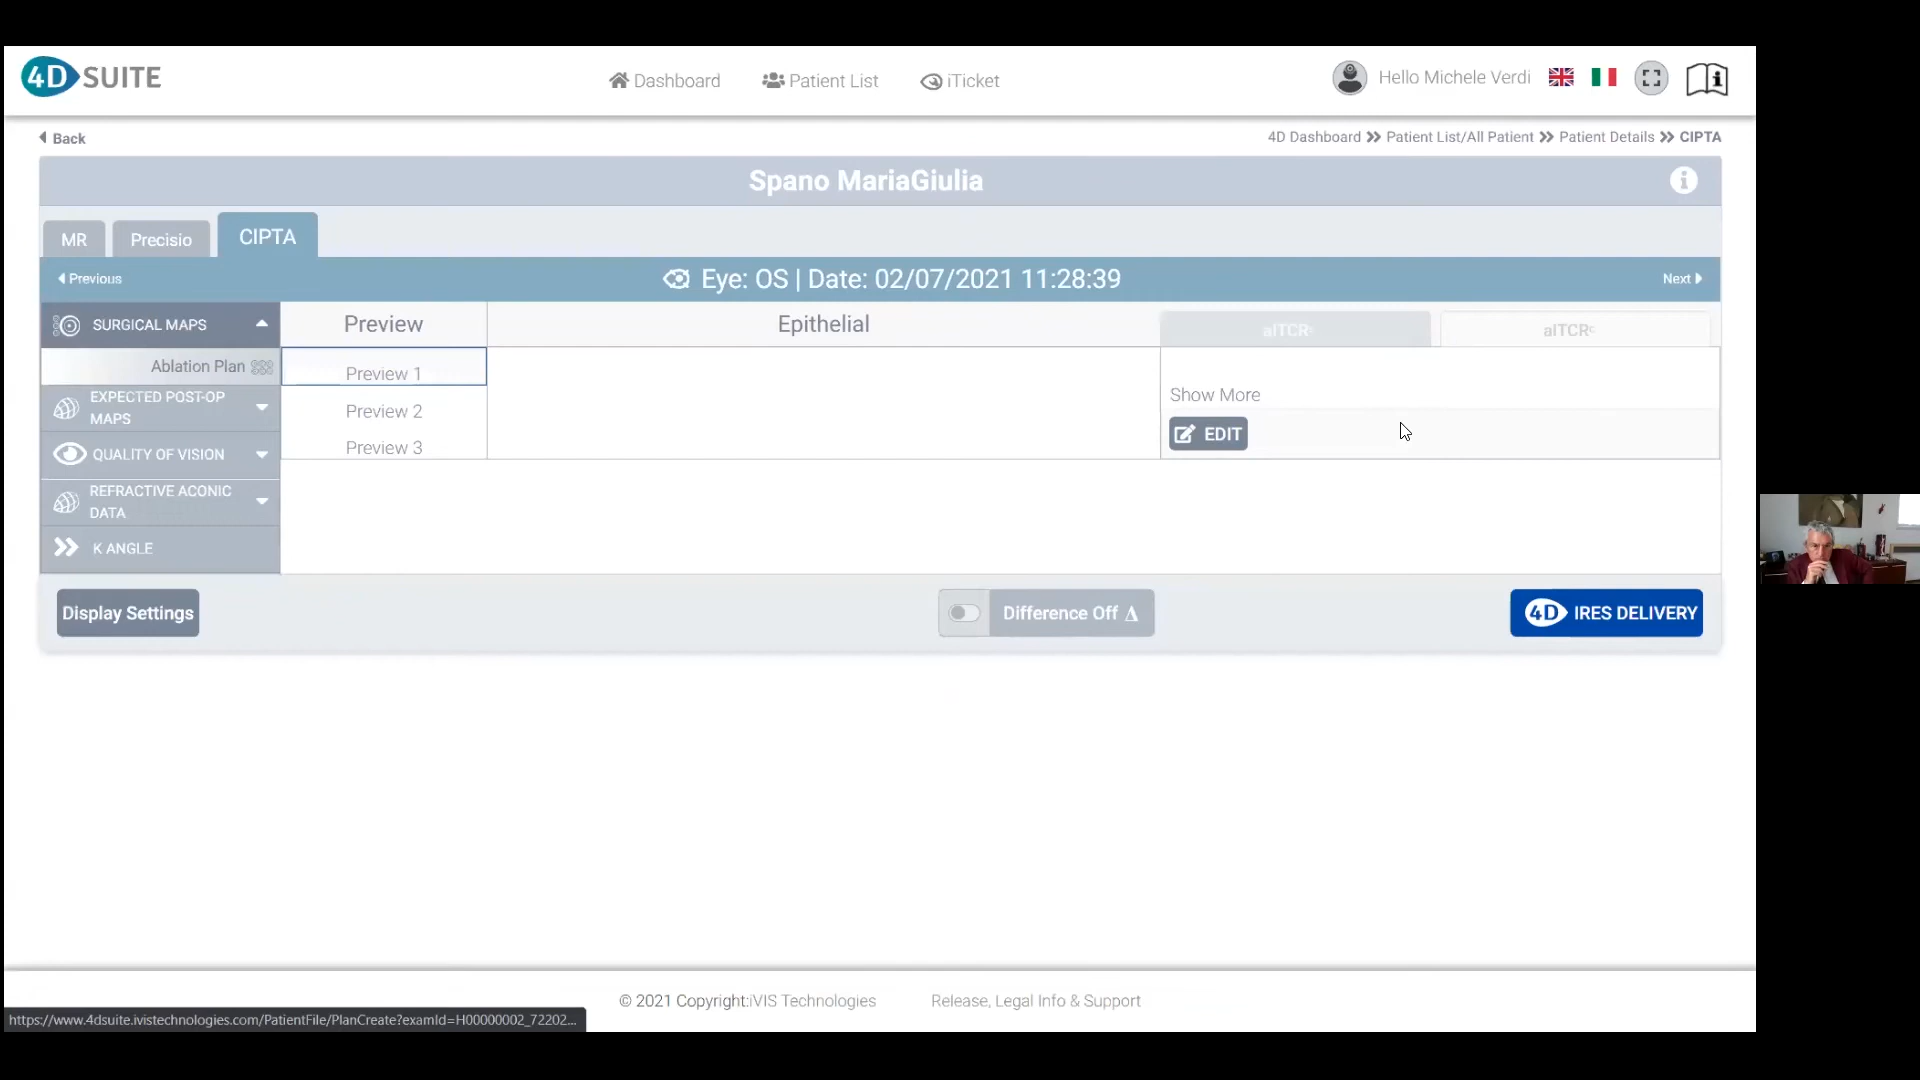 4D SUITE
Dashboard
Patient List
iTicket
Hello Michele Verdi
Back
4D Dashboard >> Patient List/All Patient >> Patient Details >> CIPTA
Spano MariaGiulia
MR
Precisio
CIPTA
Previous
Eye: OS | Date: 02/07/2021 11:28:39
Next
SURGICAL MAPS
Ablation Plan
EXPECTED POST-OP
MAPS
QUALITY OF VISION
REFRACTIVE ACONIC
DATA
K ANGLE
Preview
Preview 1
Preview 2
Preview 3
Epithelial
Show More
EDIT
Display Settings
Difference Off
4D IRES DELIVERY
© 2021 Copyright:iVIS Technologies
Release, Legal Info & Support
https://www.4dsuite.ivistechnologies.com/PatientFile/PlanCreate?examId=H00000002_72202...